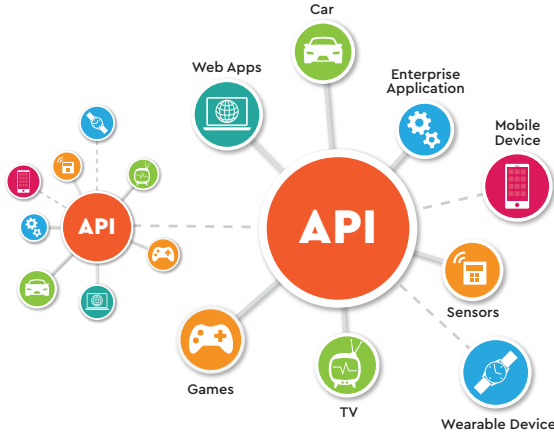 Car
Web Apps
Enterprise
Application
Mobile
Device
API
API
Sensors
Games
TV
Wearable Device